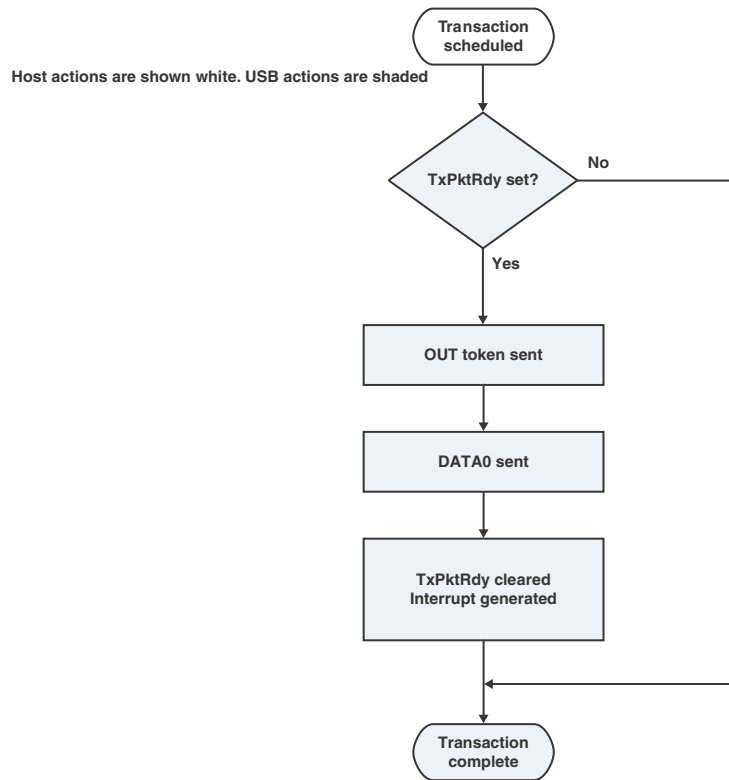 Transaction
scheduled
Host actions are shown white. USB actions are shaded
TxPktRdy set?
No
Yes
OUT token sent
DATA0 sent
TxPktRdy cleared
Interrupt generated
Transaction
complete